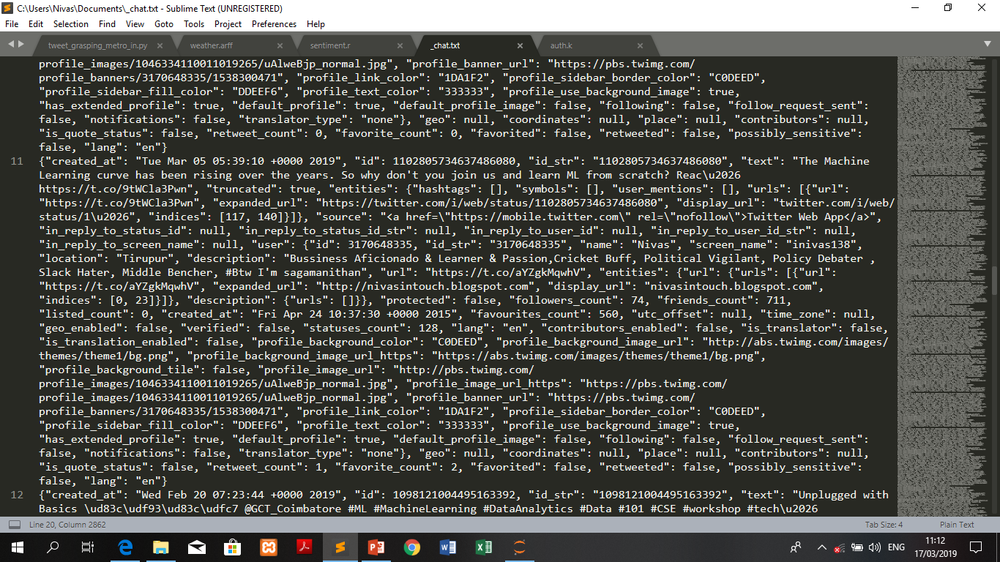 C:\Users\Nivas\Documents\_chat.txt - Sublime Text (UNREGISTERED)
File Edit Selection Find View Goto Tools Project Preferences Help
tweet_grasping_metro_in.py weather.arff sentiment.r _chat.txt auth.k
profile_images/1046334110011019265/uAlweBjp_normal.jpg", "profile_banner_url": "https://pbs.twimg.com/
profile_banners/3170648335/1538300471", "profile_link_color": "1DA1F2", "profile_sidebar_border_color": "C0DEED",
"profile_sidebar_fill_color": "DDEEF6", "profile_text_color": "333333", "profile_use_background_image": true,
"has_extended_profile": true, "default_profile": true, "default_profile_image": false, "following": false, "follow_request_sent":
false, "notifications": false, "translator_type": "none"}, "geo": null, "coordinates": null, "place": null, "contributors": null,
"is_quote_status": false, "retweet_count": 0, "favorite_count": 0, "favorited": false, "retweeted": false, "possibly_sensitive":
false, "lang": "en"}
11 {"created_at": "Tue Mar 05 05:39:10 +0000 2019", "id": 1102805734637486080, "id_str": "1102805734637486080", "text": "The Machine
Learning curve has been rising over the years. So why don't you join us and learn ML from scratch? Reac\u2026
https://t.co/9tWCla3Pwn", "truncated": true, "entities": {"hashtags": [], "symbols": [], "user_mentions": [], "urls": [{"url":
"https://t.co/9tWCla3Pwn", "expanded_url": "https://twitter.com/i/web/status/1102805734637486080", "display_url": "twitter.com/i/web/
status/1\u2026", "indices": [117, 140]}]}, "source": "<a href=\"https://mobile.twitter.com\" rel=\"nofollow\">Twitter Web App</a>",
"in_reply_to_status_id": null, "in_reply_to_status_id_str": null, "in_reply_to_user_id": null, "in_reply_to_user_id_str": null,
"in_reply_to_screen_name": null, "user": {"id": 3170648335, "id_str": "3170648335", "name": "Nivas", "screen_name": "inivas138",
"location": "Tirupur", "description": "Bussiness Aficionado & Learner & Passion,Cricket Buff, Political Vigilant, Policy Debater ,
Slack Hater, Middle Bencher, #Btw I'm sagamanithan", "url": "https://t.co/aYZgkMqwhV", "entities": {"url": {"urls": [{"url":
"https://t.co/aYZgkMqwhV", "expanded_url": "http://nivasintouch.blogspot.com", "display_url": "nivasintouch.blogspot.com",
"indices": [0, 23]}]}, "description": {"urls": []}}, "protected": false, "followers_count": 74, "friends_count": 711,
"listed_count": 0, "created_at": "Fri Apr 24 10:37:30 +0000 2015", "favourites_count": 560, "utc_offset": null, "time_zone": null,
"geo_enabled": false, "verified": false, "statuses_count": 128, "lang": "en", "contributors_enabled": false, "is_translator": false,
"is_translation_enabled": false, "profile_background_color": "C0DEED", "profile_background_image_url": "http://abs.twimg.com/images/
themes/theme1/bg.png", "profile_background_image_url_https": "https://abs.twimg.com/images/themes/theme1/bg.png",
"profile_background_tile": false, "profile_image_url": "http://pbs.twimg.com/
profile_images/1046334110011019265/uAlweBjp_normal.jpg", "profile_image_url_https": "https://pbs.twimg.com/
profile_images/1046334110011019265/uAlweBjp_normal.jpg", "profile_banner_url": "https://pbs.twimg.com/
profile_banners/3170648335/1538300471", "profile_link_color": "1DA1F2", "profile_sidebar_border_color": "C0DEED",
"profile_sidebar_fill_color": "DDEEF6", "profile_text_color": "333333", "profile_use_background_image": true,
"has_extended_profile": true, "default_profile": true, "default_profile_image": false, "following": false, "follow_request_sent":
false, "notifications": false, "translator_type": "none"}, "geo": null, "coordinates": null, "place": null, "contributors": null,
"is_quote_status": false, "retweet_count": 1, "favorite_count": 2, "favorited": false, "retweeted": false, "possibly_sensitive":
false, "lang": "en"}
12 {"created_at": "Wed Feb 20 07:23:44 +0000 2019", "id": 1098121004495163392, "id_str": "1098121004495163392", "text": "Unplugged with
Basics \ud83c\udf93\ud83c\udfc7 @GCT_Coimbatore #ML #MachineLearning #DataAnalytics #Data #101 #CSE #workshop #tech\u2026
Line 20, Column 2862 Tab Size: 4 Plain Text
ENG 11:12
17/03/2019